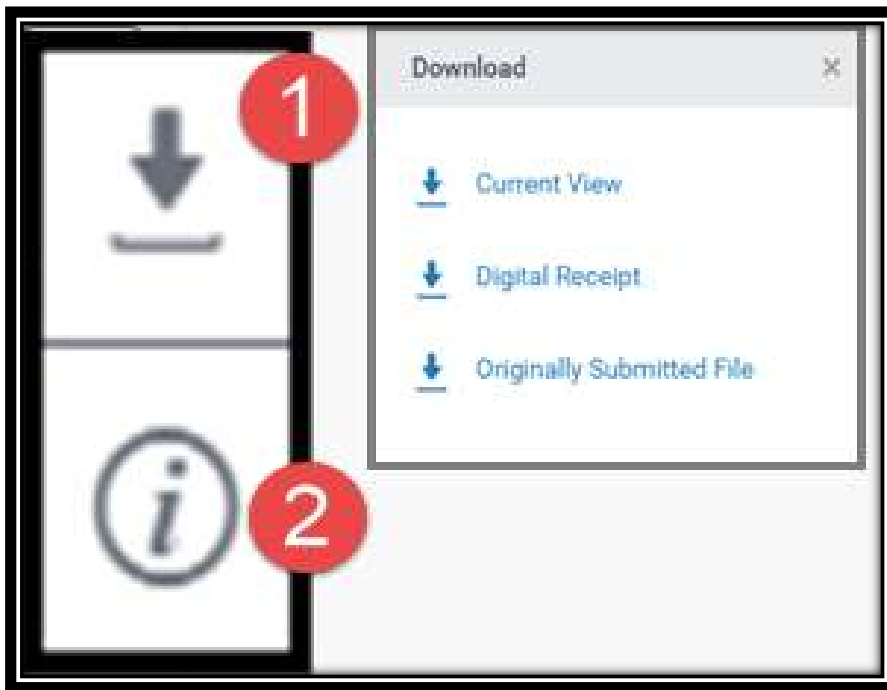 1
Download
Current View
Digital Receipt
Originally Submitted File
i
2